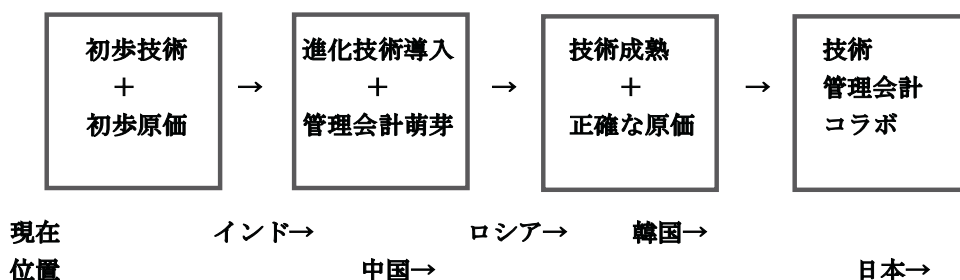 初歩技術
＋
初歩原価
→
進化技術導入
＋
管理会計萌芽
→
技術成熟
＋
正確な原価
→
技術
管理会計
コラボ
現在 インド→ ロシア→ 韓国→
位置 中国→ 日本→